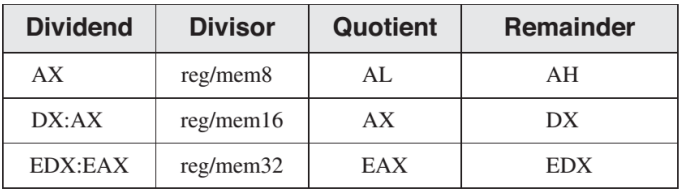 Dividend Divisor Quotient Remainder
AX reg/mem8 AL AH
DX:AX reg/mem16 AX DX
EDX:EAX reg/mem32 EAX EDX